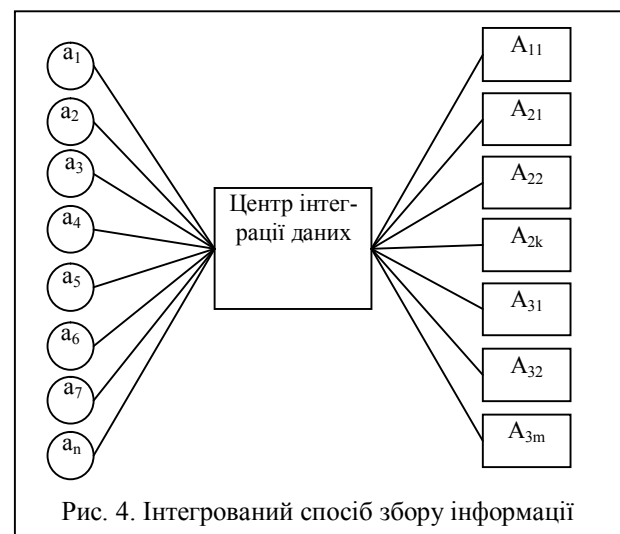 a₁
a₂
a₃
a₄
a₅
a₆
a₇
aₙ
Центр інтег-
рації даних
A₁₁
A₂₁
A₂₂
A₂ₖ
A₃₁
A₃₂
A₃ₘ
Рис. 4. Інтегрований спосіб збору інформації